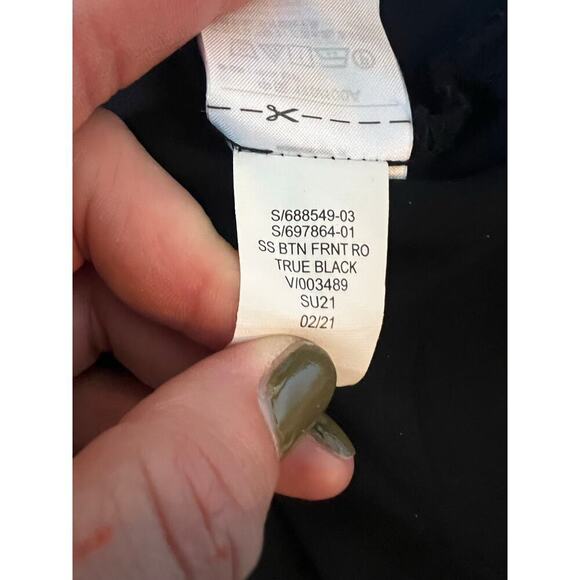 S/688549-03
S/697864-01
SS BTN FRNT RO
TRUE BLACK
V/003489
SU21
02/21